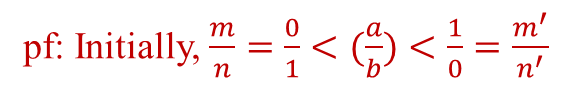 pf: Initially, m/n = 0/1 < (a/b) < 1/0 = m′/n′